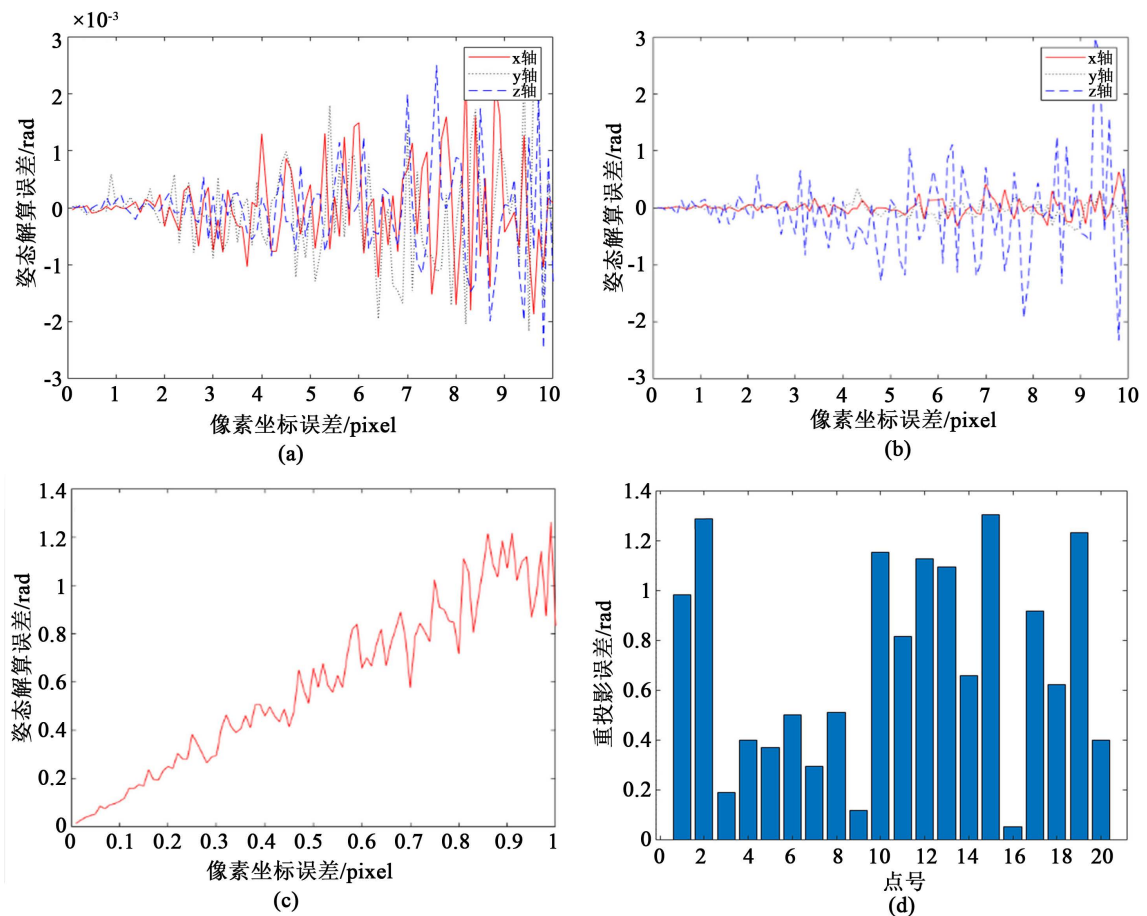 ×10⁻³
3
2
1
0
-1
-2
-3
姿态解算误差/rad
x轴
y轴
z轴
0 1 2 3 4 5 6 7 8 9 10
像素坐标误差/pixel
(a)
3
2
1
0
-1
-2
-3
姿态解算误差/rad
x轴
y轴
z轴
0 1 2 3 4 5 6 7 8 9 10
像素坐标误差/pixel
(b)
1.4
1.2
1
0.8
0.6
0.4
0.2
0
姿态解算误差/rad
0 0.1 0.2 0.3 0.4 0.5 0.6 0.7 0.8 0.9 1
像素坐标误差/pixel
(c)
1.4
1.2
1
0.8
0.6
0.4
0.2
0
重投影误差/rad
0 2 4 6 8 10 12 14 16 18 20
点号
(d)